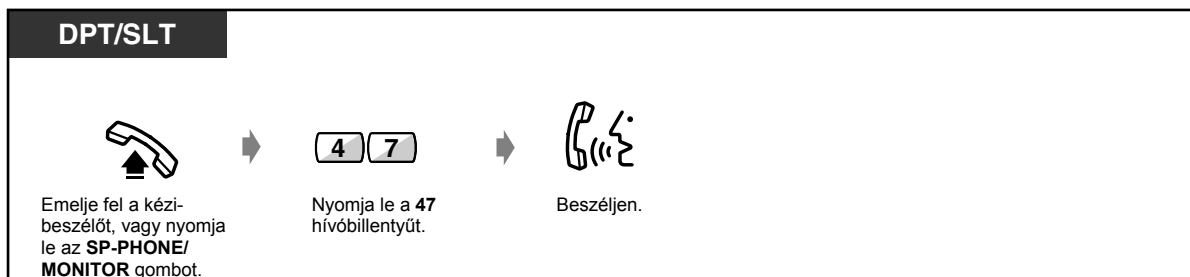 DPT/SLT
4 7
Emelje fel a kézi-
beszélőt, vagy nyomja
le az SP-PHONE/
MONITOR gombot.
Nyomja le a 47
hívóbillentyűt.
Beszéljen.